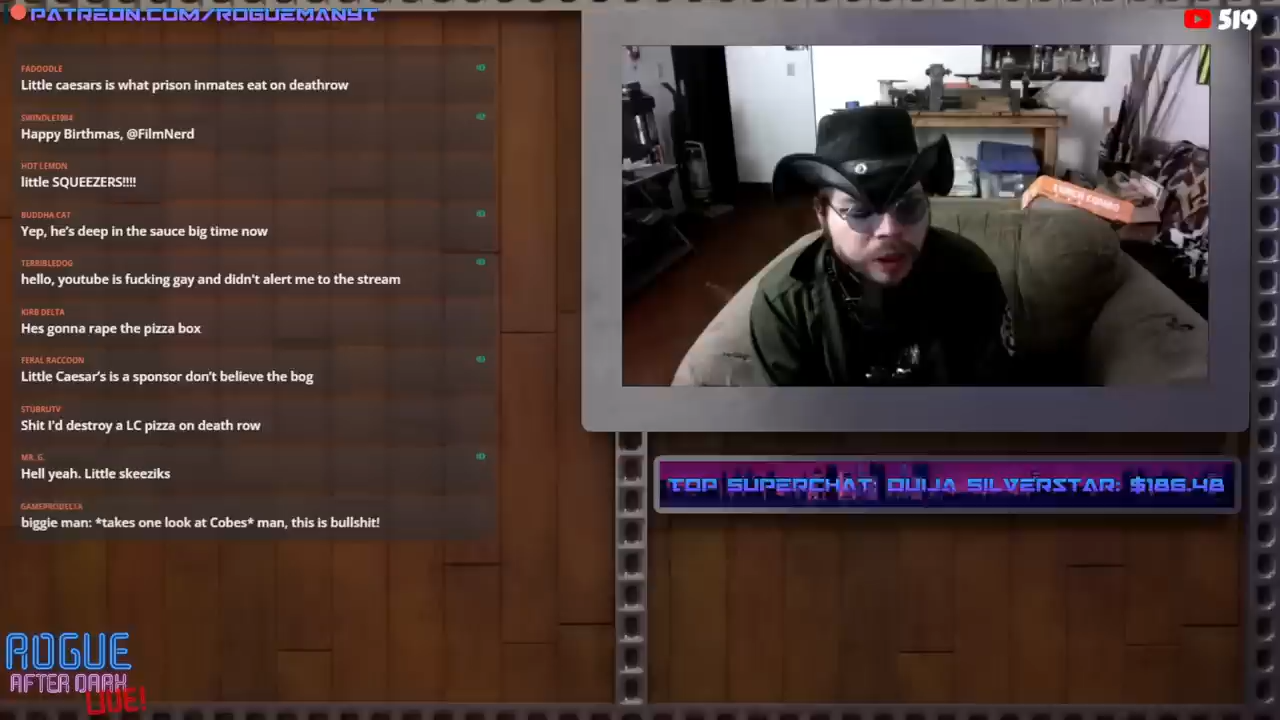 PATREON.COM/ROGUEMANYT
519
FADOODLE
Little caesars is what prison inmates eat on deathrow
SWINDLE1984
Happy Birthmas, @FilmNerd
HOT LEMON
little SQUEEZERS!!!!
BUDDHA CAT
Yep, he's deep in the sauce big time now
TERRIBLEDOG
hello, youtube is fucking gay and didn't alert me to the stream
KIRB DELTA
Hes gonna rape the pizza box
FERAL RACCOON
Little Caesar's is a sponsor don't believe the bog
STUBRUTV
Shit I'd destroy a LC pizza on death row
MR. G.
Hell yeah. Little skeeziks
GAMEPRODELTA
biggie man: *takes one look at Cobes* man, this is bullshit!
LUNCH COMBO
TOP SUPERCHAT: OUIJA SILVERSTAR: $186.48
ROGUE
AFTER DARK
LIVE!